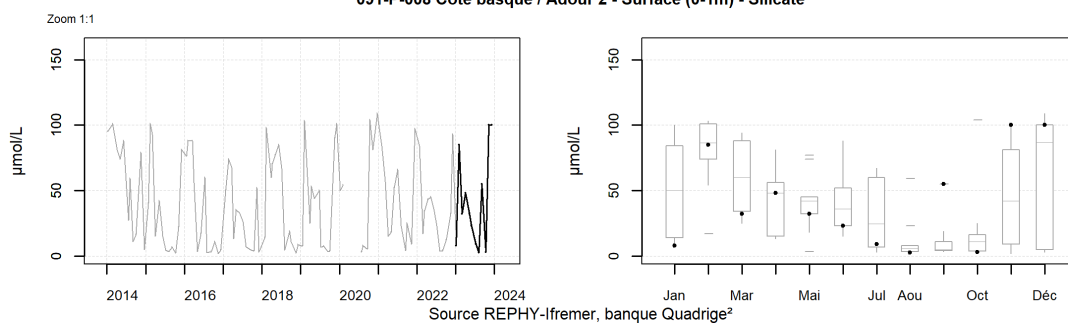 091-P-008 Côte basque / Adour 2 - Surface (0-1m) - Silicate
Zoom 1:1
150
100
50
0
µmol/L
2014 2016 2018 2020 2022 2024
150
100
50
0
µmol/L
Jan Mar Mai Jul Aou Oct Déc
Source REPHY-Ifremer, banque Quadrige²